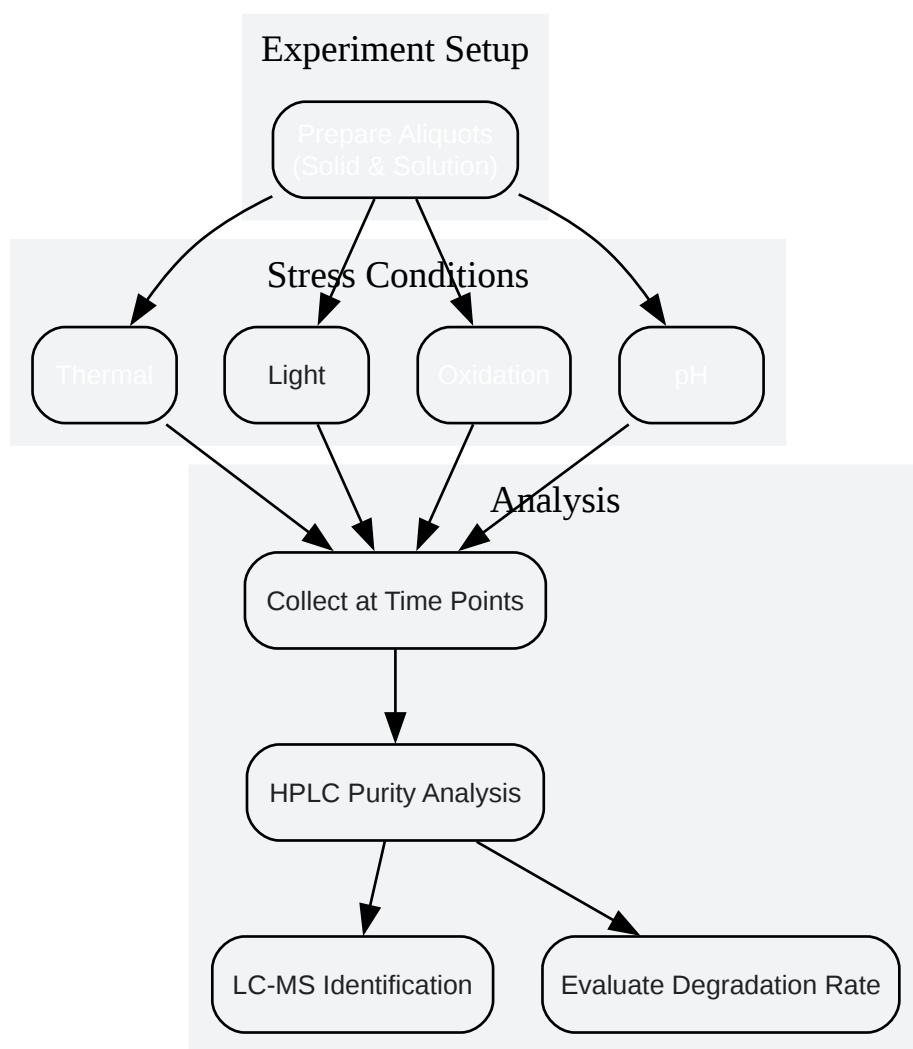 Experiment Setup
Prepare Aliquots
(Solid & Solution)
Stress Conditions
Thermal
Light
Oxidation
pH
Analysis
Collect at Time Points
HPLC Purity Analysis
LC-MS Identification
Evaluate Degradation Rate